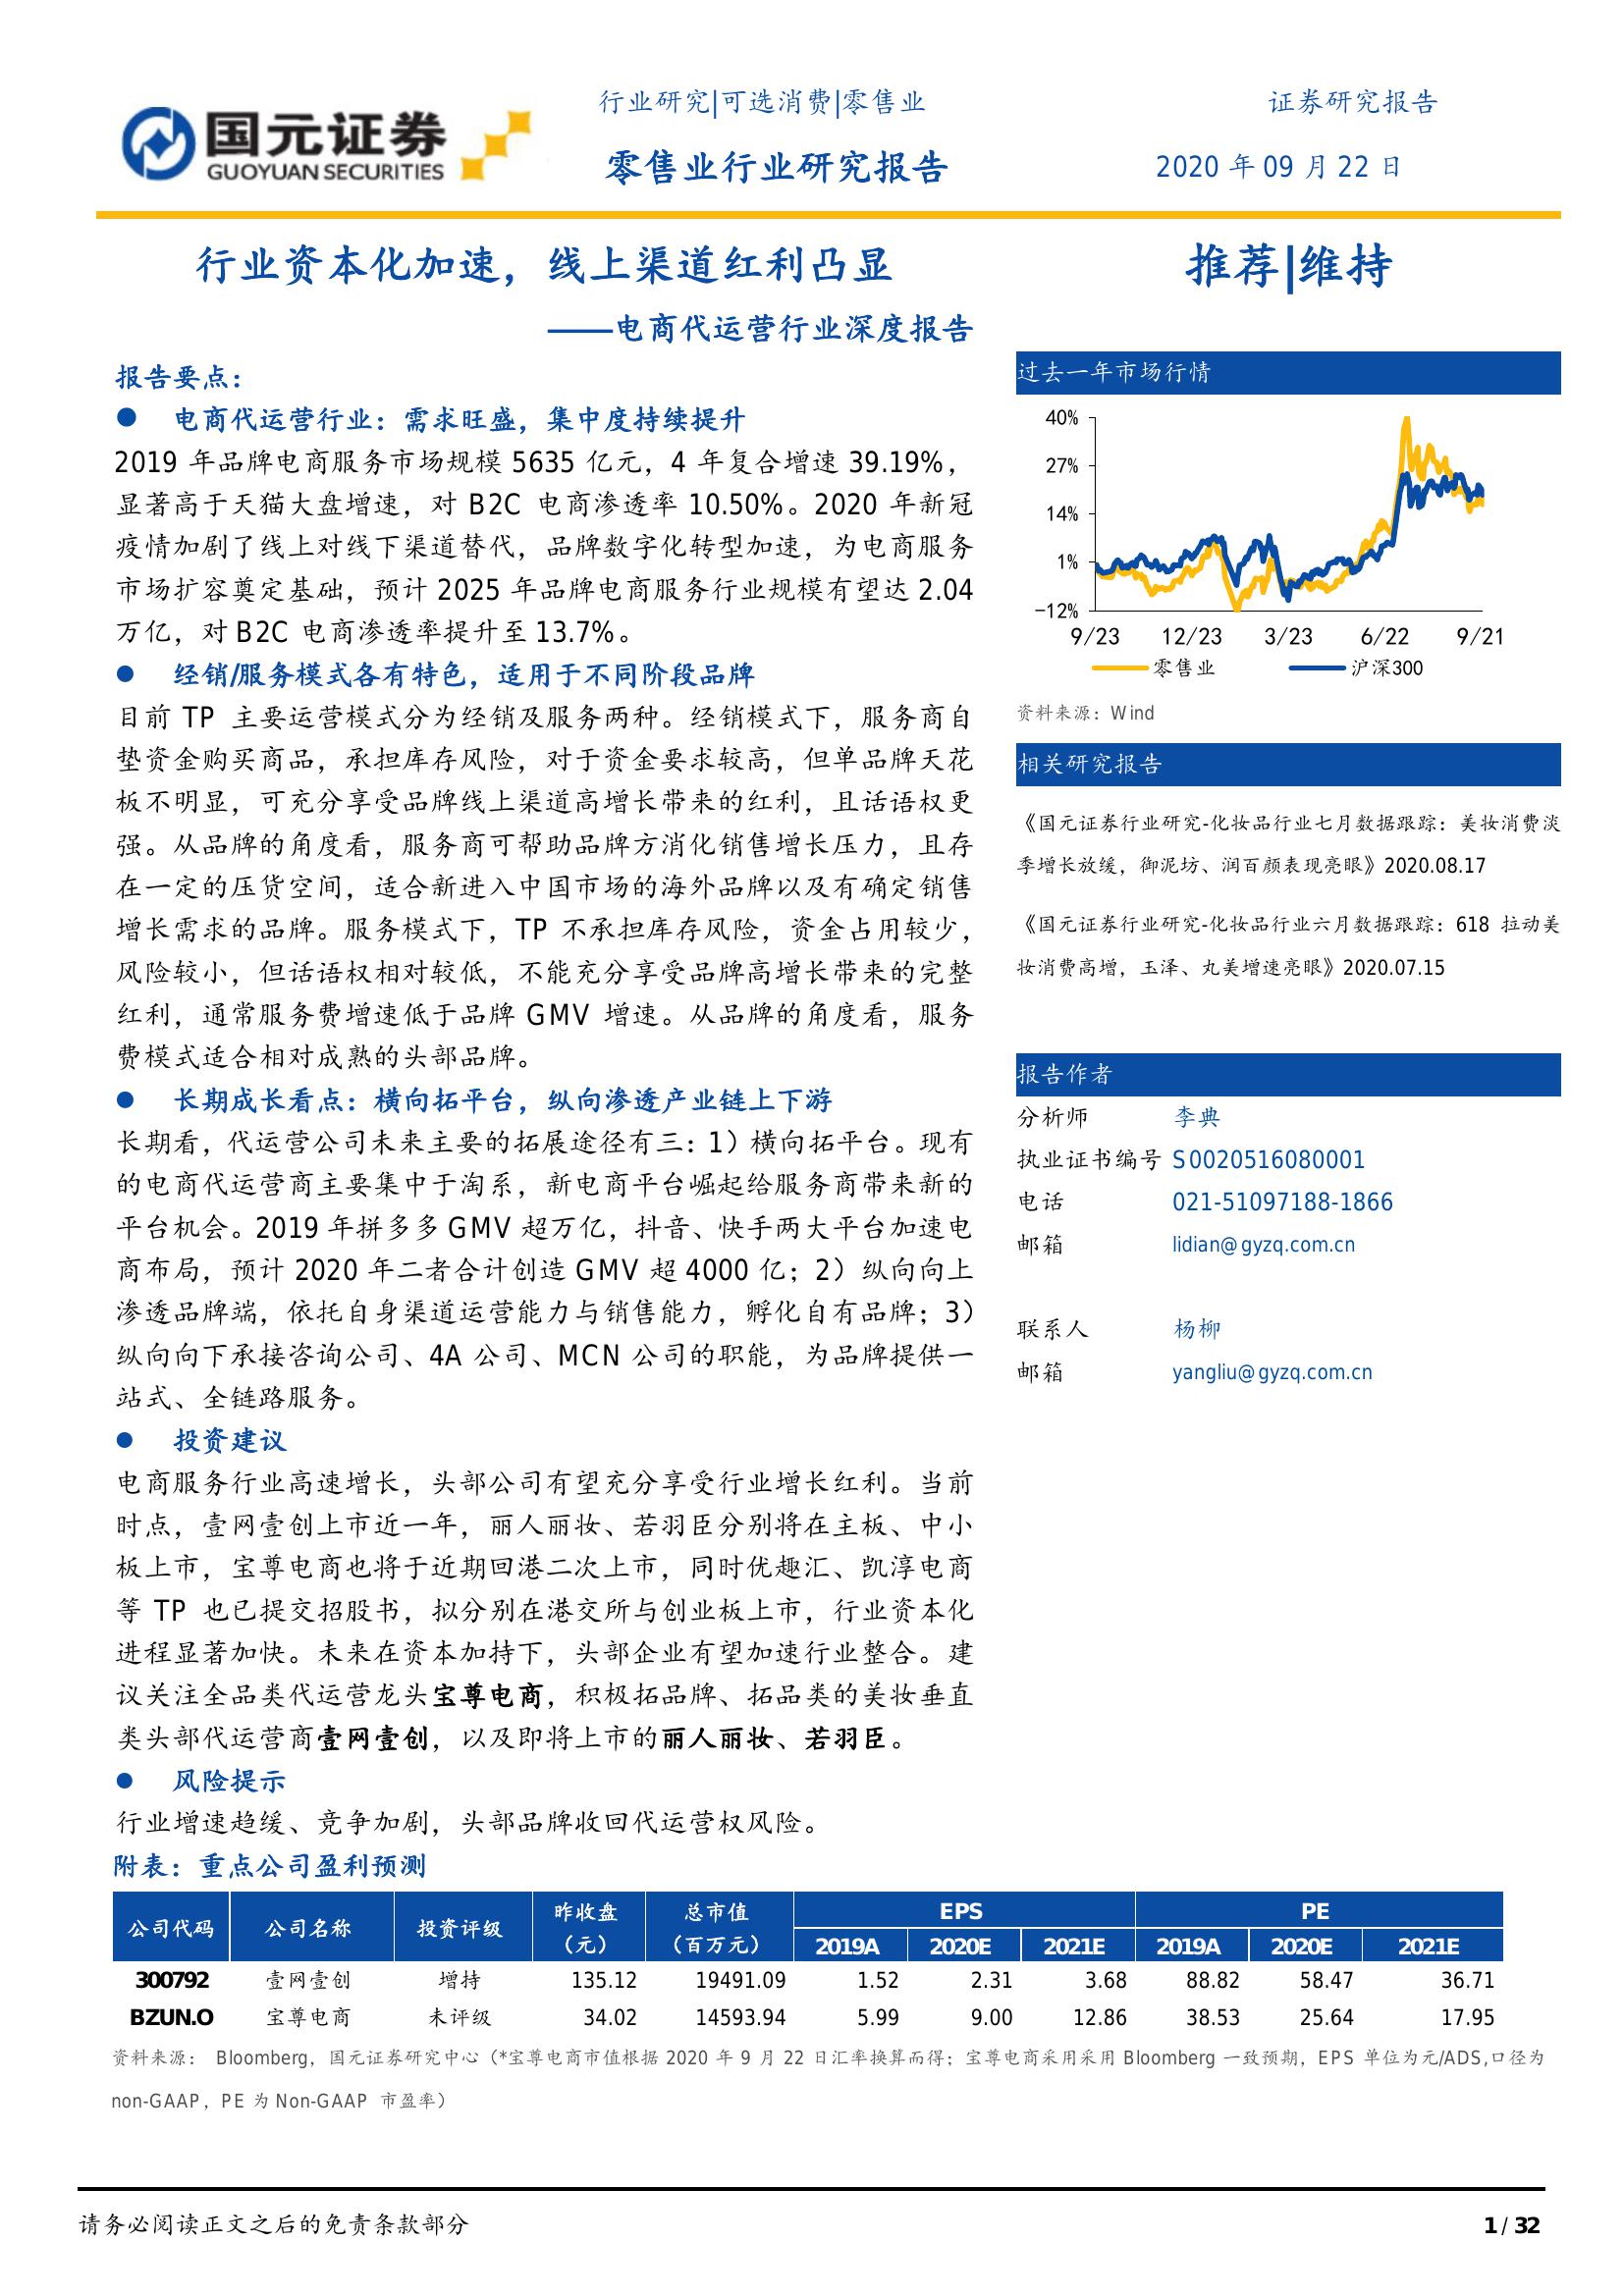 国元证券
GUOYUAN SECURITIES
行业研究|可选消费|零售业
证券研究报告
零售业行业研究报告
2020 年 09 月 22 日
行业资本化加速，线上渠道红利凸显
——电商代运营行业深度报告
推荐|维持
报告要点：
● 电商代运营行业：需求旺盛，集中度持续提升
2019 年品牌电商服务市场规模 5635 亿元，4 年复合增速 39.19%，
显著高于天猫大盘增速，对 B2C 电商渗透率 10.50%。2020 年新冠
疫情加剧了线上对线下渠道替代，品牌数字化转型加速，为电商服务
市场扩容奠定基础，预计 2025 年品牌电商服务行业规模有望达 2.04
万亿，对 B2C 电商渗透率提升至 13.7%。
● 经销/服务模式各有特色，适用于不同阶段品牌
目前 TP 主要运营模式分为经销及服务两种。经销模式下，服务商自
垫资金购买商品，承担库存风险，对于资金要求较高，但单品牌天花
板不明显，可充分享受品牌线上渠道高增长带来的红利，且话语权更
强。从品牌的角度看，服务商可帮助品牌方消化销售增长压力，且存
在一定的压货空间，适合新进入中国市场的海外品牌以及有确定销售
增长需求的品牌。服务模式下，TP 不承担库存风险，资金占用较少，
风险较小，但话语权相对较低，不能充分享受品牌高增长带来的完整
红利，通常服务费增速低于品牌 GMV 增速。从品牌的角度看，服务
费模式适合相对成熟的头部品牌。
● 长期成长看点：横向拓平台，纵向渗透产业链上下游
长期看，代运营公司未来主要的拓展途径有三：1）横向拓平台。现有
的电商代运营商主要集中于淘系，新电商平台崛起给服务商带来新的
平台机会。2019 年拼多多 GMV 超万亿，抖音、快手两大平台加速电
商布局，预计 2020 年二者合计创造 GMV 超 4000 亿；2）纵向向上
渗透品牌端，依托自身渠道运营能力与销售能力，孵化自有品牌；3）
纵向向下承接咨询公司、4A 公司、MCN 公司的职能，为品牌提供一
站式、全链路服务。
● 投资建议
电商服务行业高速增长，头部公司有望充分享受行业增长红利。当前
时点，壹网壹创上市近一年，丽人丽妆、若羽臣分别将在主板、中小
板上市，宝尊电商也将于近期回港二次上市，同时优趣汇、凯淳电商
等 TP 也已提交招股书，拟分别在港交所与创业板上市，行业资本化
进程显著加快。未来在资本加持下，头部企业有望加速行业整合。建
议关注全品类代运营龙头宝尊电商，积极拓品牌、拓品类的美妆垂直
类头部代运营商壹网壹创，以及即将上市的丽人丽妆、若羽臣。
● 风险提示
行业增速趋缓、竞争加剧，头部品牌收回代运营权风险。
过去一年市场行情
40%
27%
14%
1%
-12%
9/23 12/23 3/23 6/22 9/21
零售业 沪深300
资料来源：Wind
相关研究报告
《国元证券行业研究-化妆品行业七月数据跟踪：美妆消费淡
季增长放缓，御泥坊、润百颜表现亮眼》2020.08.17
《国元证券行业研究-化妆品行业六月数据跟踪：618 拉动美
妆消费高增，玉泽、丸美增速亮眼》2020.07.15
报告作者
分析师 李典
执业证书编号 S0020516080001
电话 021-51097188-1866
邮箱 lidian@gyzq.com.cn
联系人 杨柳
邮箱 yangliu@gyzq.com.cn
附表：重点公司盈利预测
公司代码 公司名称 投资评级 昨收盘（元） 总市值（百万元） EPS PE
2019A 2020E 2021E 2019A 2020E 2021E
300792 壹网壹创 增持 135.12 19491.09 1.52 2.31 3.68 88.82 58.47 36.71
BZUN.O 宝尊电商 未评级 34.02 14593.94 5.99 9.00 12.86 38.53 25.64 17.95
资料来源： Bloomberg，国元证券研究中心（*宝尊电商市值根据 2020 年 9 月 22 日汇率换算而得；宝尊电商采用采用 Bloomberg 一致预期，EPS 单位为元/ADS,口径为
non-GAAP，PE 为 Non-GAAP 市盈率）
请务必阅读正文之后的免责条款部分
1 / 32